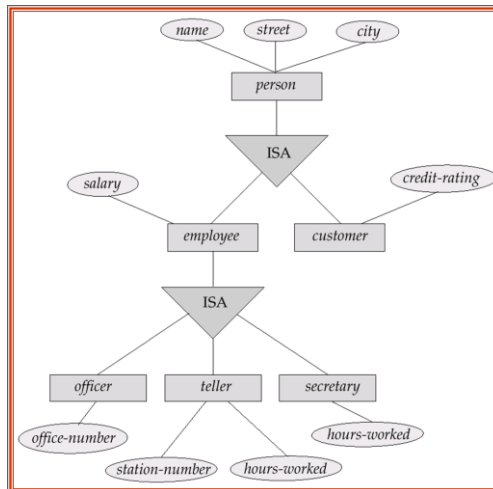 name
street
city
person
ISA
salary
credit-rating
employee
customer
ISA
officer
teller
secretary
office-number
hours-worked
station-number
hours-worked